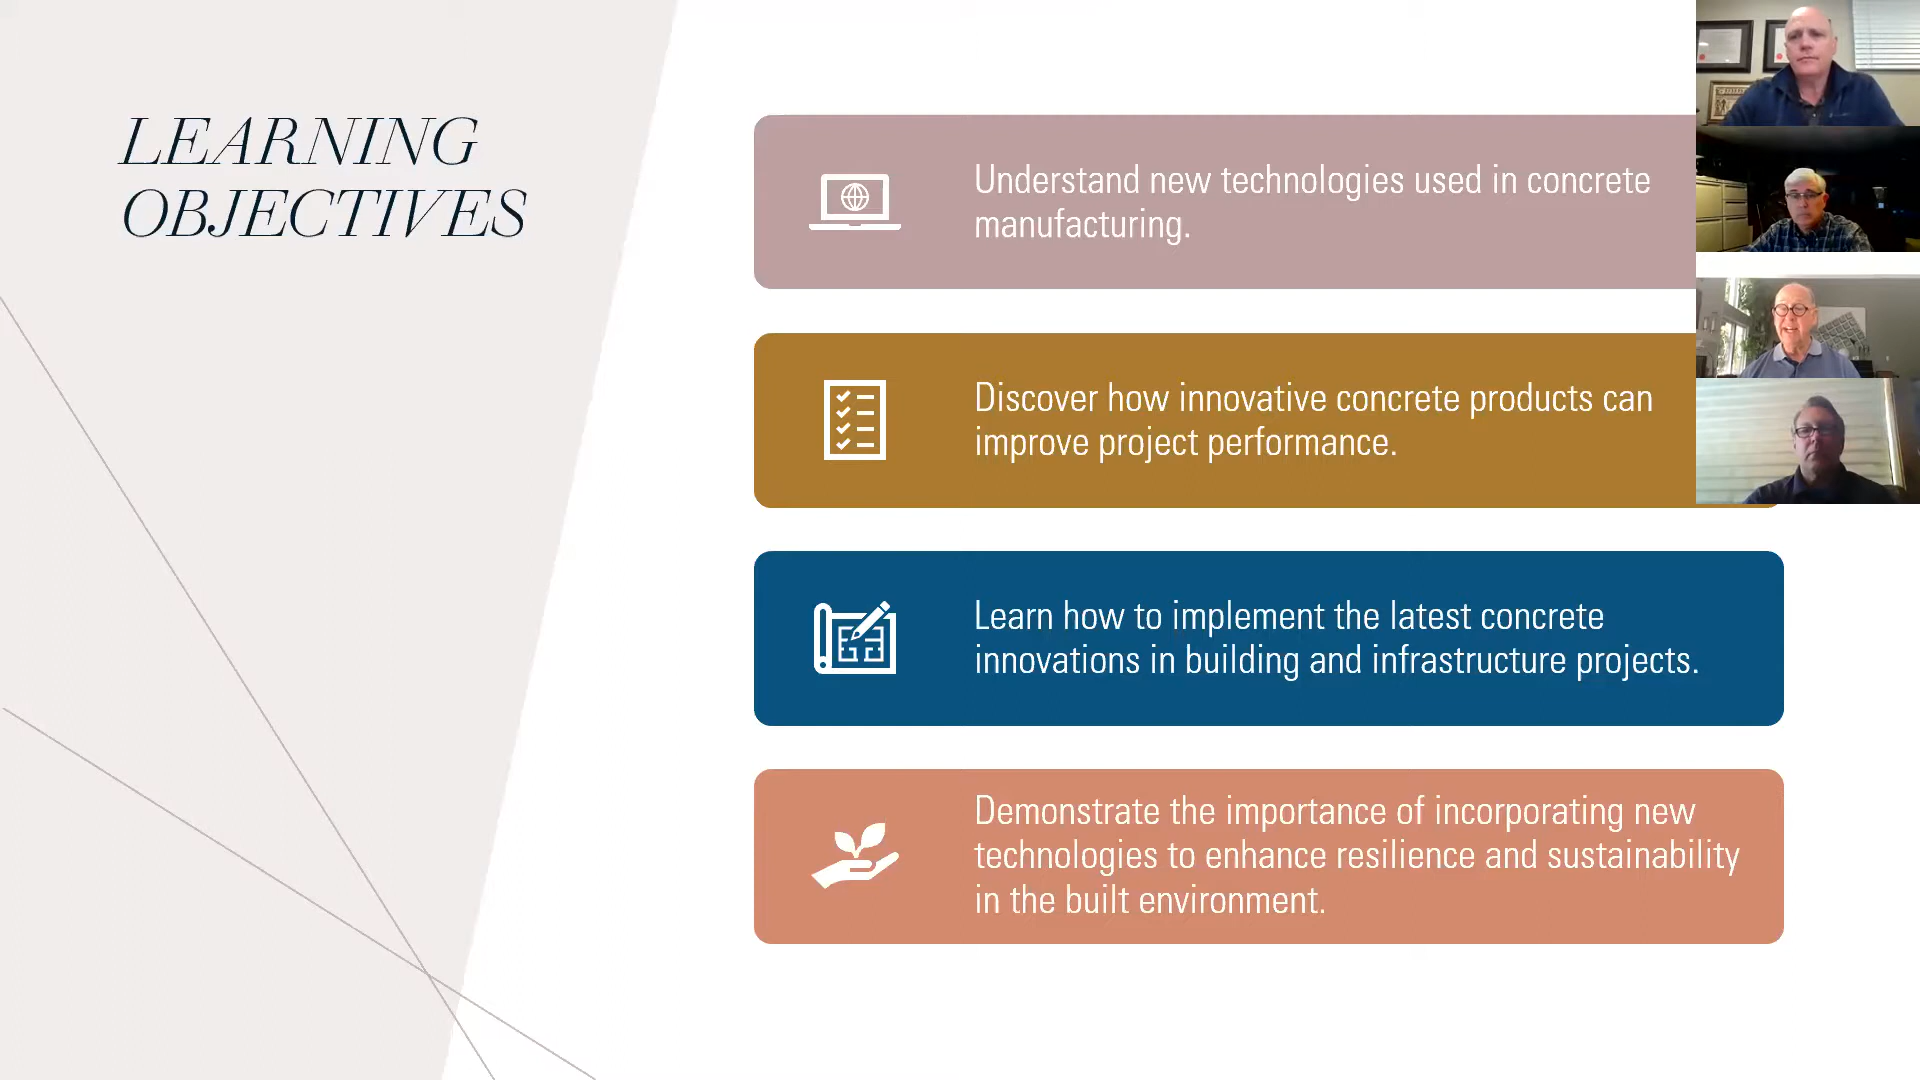 LEARNING
OBJECTIVES
Understand new technologies used in concrete
manufacturing.
Discover how innovative concrete products can
improve project performance.
Learn how to implement the latest concrete
innovations in building and infrastructure projects.
Demonstrate the importance of incorporating new
technologies to enhance resilience and sustainability
in the built environment.